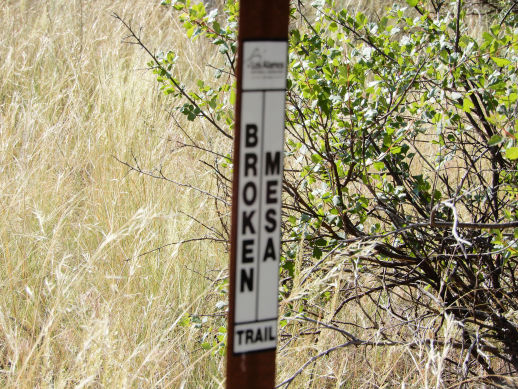 Los Alamos
BROKEN
MESA
TRAIL